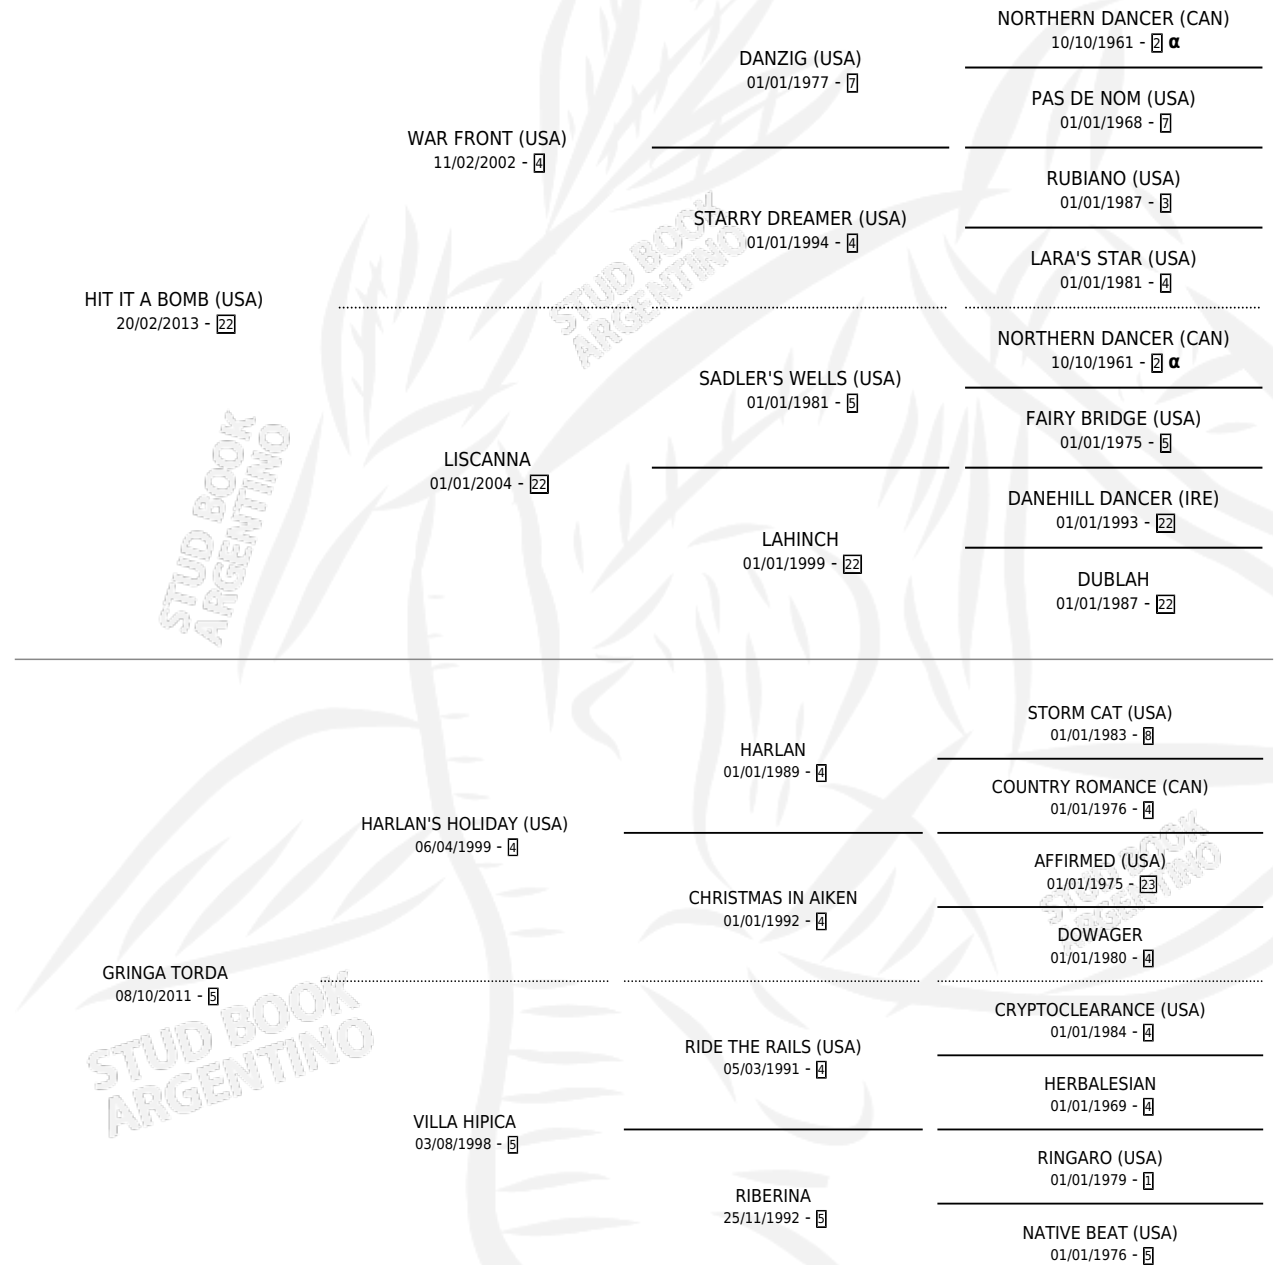 NORTHERN DANCER (CAN)
10/10/1961 - 2 α
DANZIG (USA)
01/01/1977 - 7
PAS DE NOM (USA)
01/01/1968 - 7
WAR FRONT (USA)
11/02/2002 - 4
RUBIANO (USA)
01/01/1987 - 3
STARRY DREAMER (USA)
01/01/1994 - 4
LARA'S STAR (USA)
01/01/1981 - 4
HIT IT A BOMB (USA)
20/02/2013 - 22
NORTHERN DANCER (CAN)
10/10/1961 - 2 α
SADLER'S WELLS (USA)
01/01/1981 - 5
FAIRY BRIDGE (USA)
01/01/1975 - 5
LISCANNA
01/01/2004 - 22
DANEHILL DANCER (IRE)
01/01/1993 - 22
LAHINCH
01/01/1999 - 22
DUBLAH
01/01/1987 - 22
STORM CAT (USA)
01/01/1983 - 8
HARLAN
01/01/1989 - 4
COUNTRY ROMANCE (CAN)
01/01/1976 - 4
HARLAN'S HOLIDAY (USA)
06/04/1999 - 4
AFFIRMED (USA)
01/01/1975 - 23
CHRISTMAS IN AIKEN
01/01/1992 - 4
DOWAGER
01/01/1980 - 4
GRINGA TORDA
08/10/2011 - 5
CRYPTOCLEARANCE (USA)
01/01/1984 - 4
RIDE THE RAILS (USA)
05/03/1991 - 4
HERBALESIAN
01/01/1969 - 4
VILLA HIPICA
03/08/1998 - 5
RINGARO (USA)
01/01/1979 - 1
RIBERINA
25/11/1992 - 5
NATIVE BEAT (USA)
01/01/1976 - 5
STUD BOOK
ARGENTINO
STUD BOOK
ARGENTINO
STUD BOOK
ARGENTINO
STUD BOOK
ARGENTINO